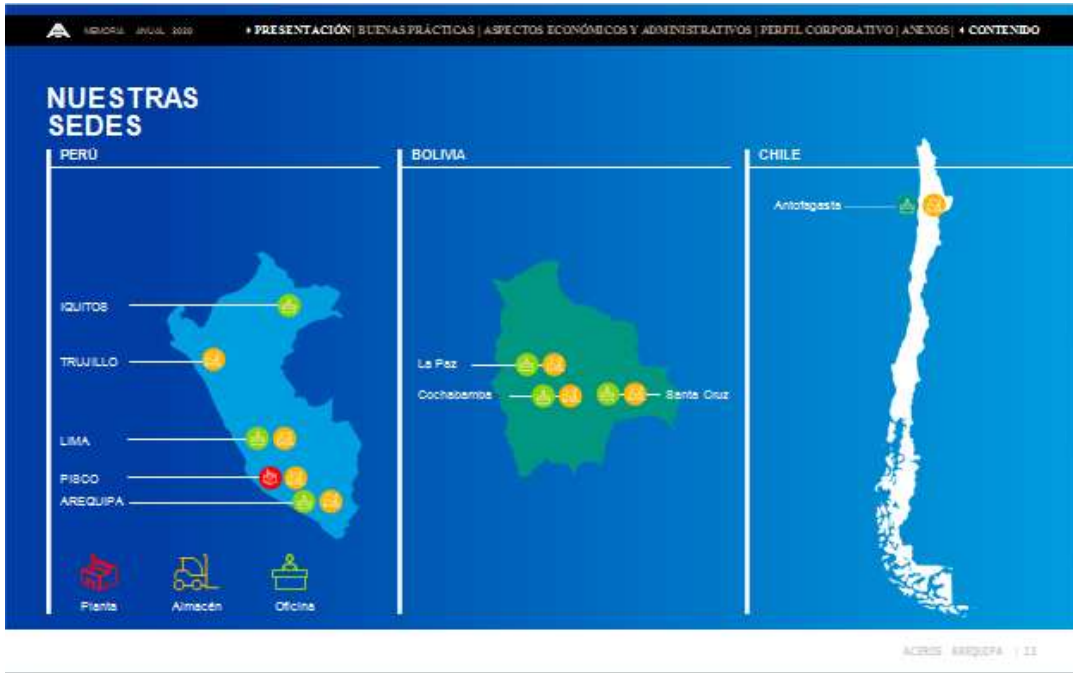 MEMORIA ANUAL 2020
PRESENTACIÓN | BUENAS PRÁCTICAS | ASPECTOS ECONÓMICOS Y ADMINISTRATIVOS | PERFIL CORPORATIVO | ANEXOS | CONTENIDO
NUESTRAS
SEDES
PERÚ
IQUITOS
TRUJILLO
LIMA
PISCO
AREQUIPA
Planta
Almacén
Oficina
BOLIVIA
La Paz
Cochabamba
Santa Cruz
CHILE
Antofagasta
ACEROS AREQUIPA | 13